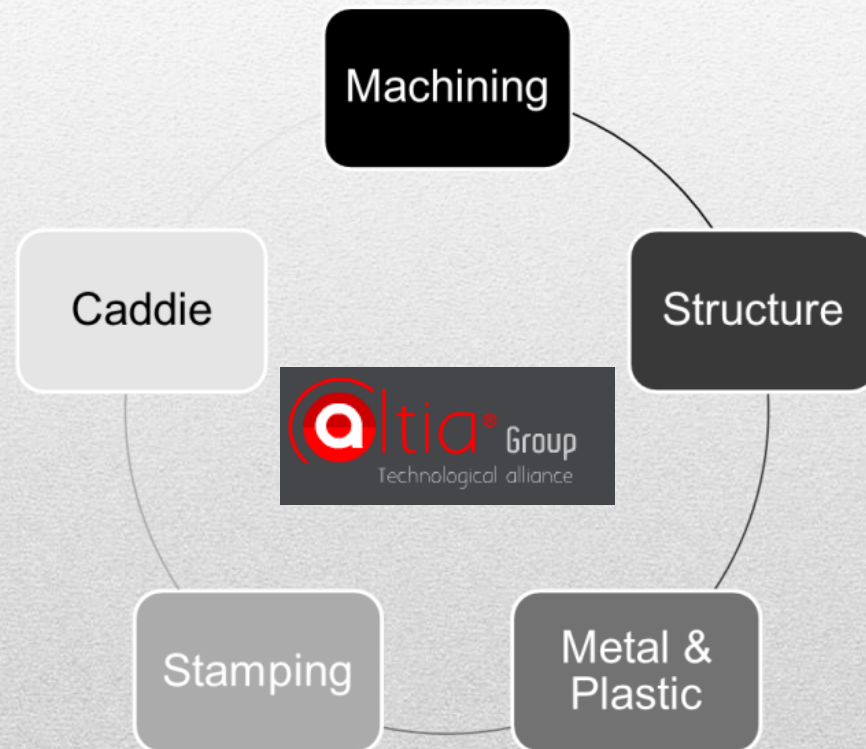 Machining
Caddie
Structure
altia® Group
Technological alliance
Stamping
Metal &
Plastic